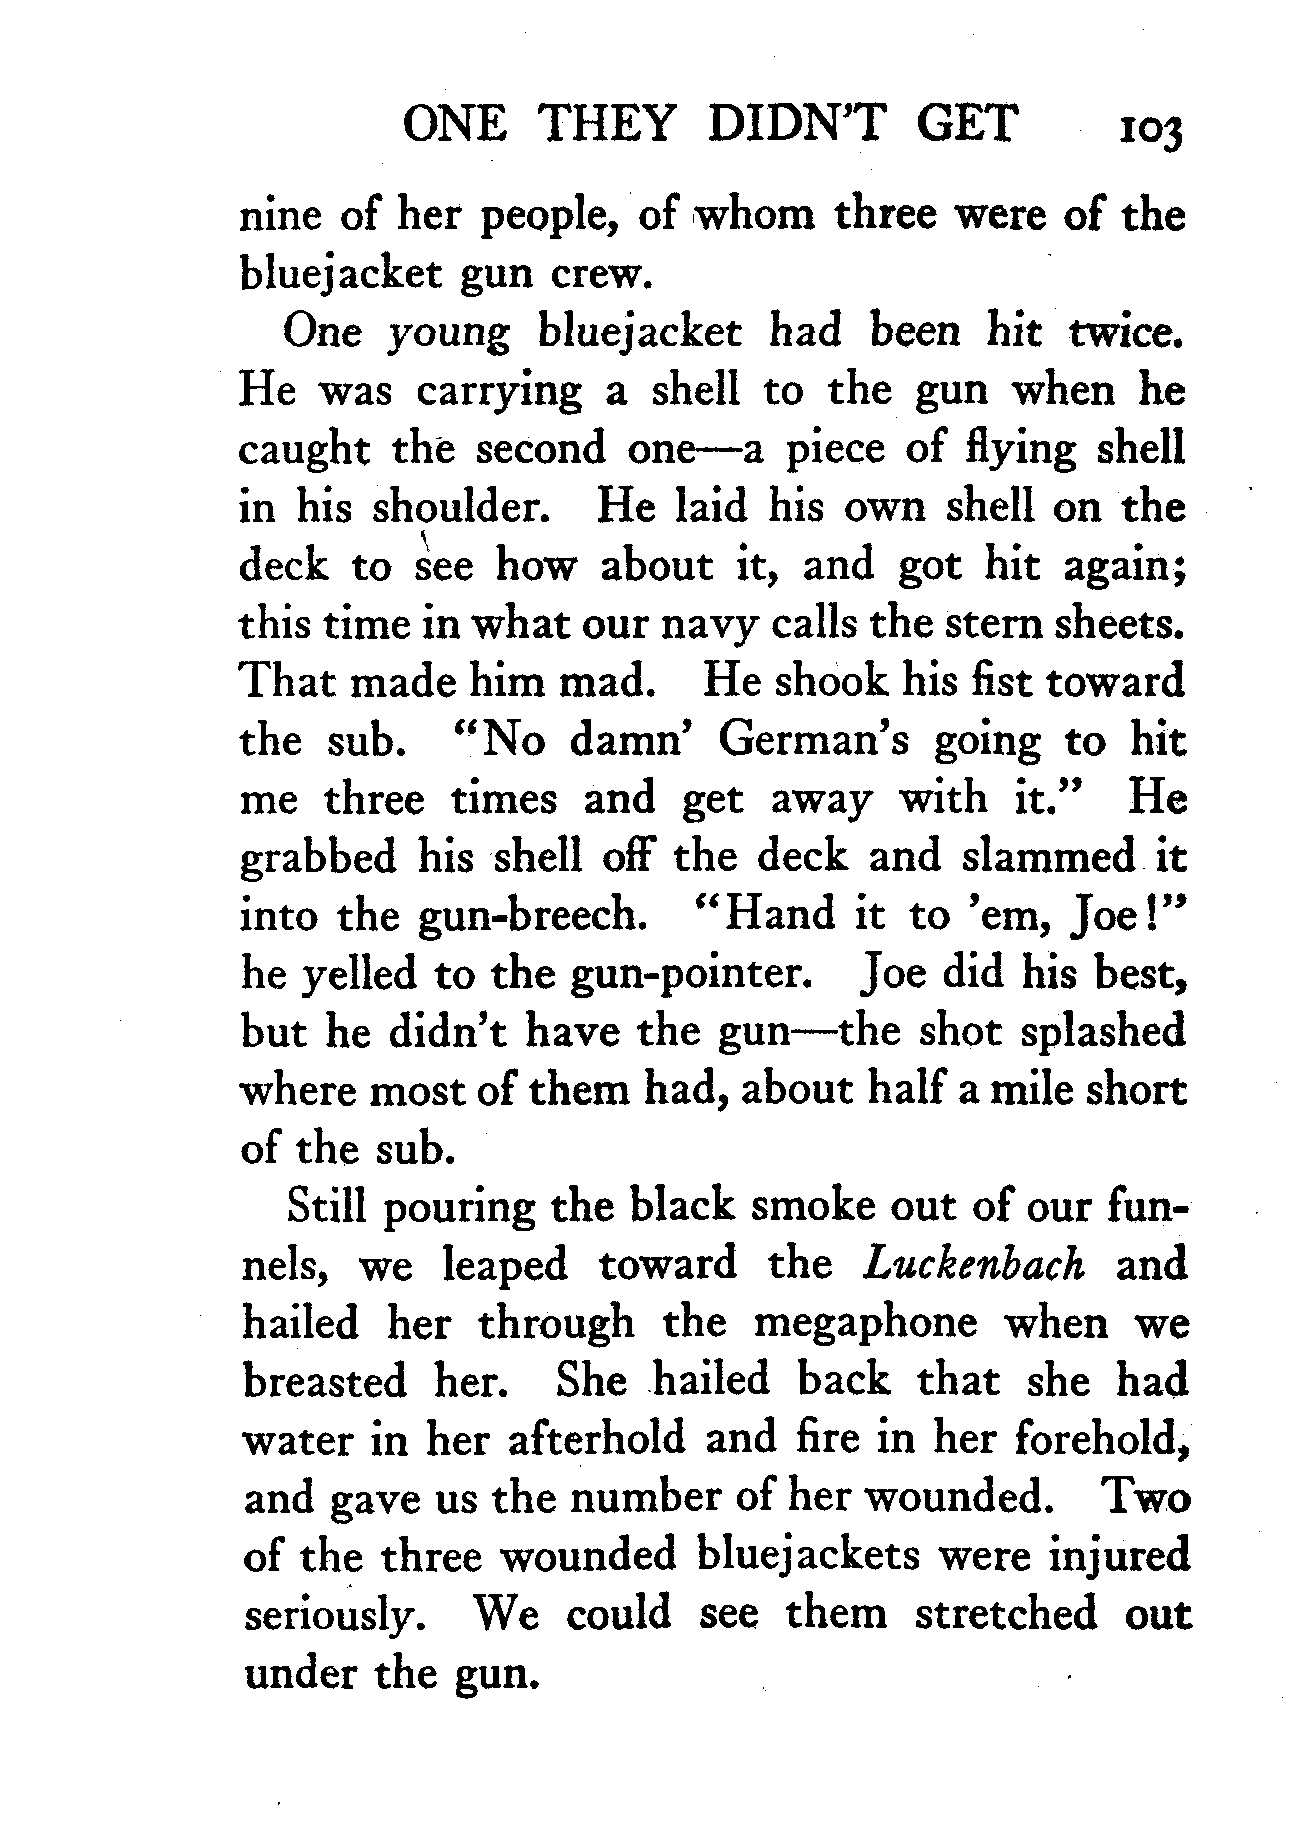 ONE THEY DIDN'T GET 103
nine of her people, of whom three were of the
bluejacket gun crew.
One young bluejacket had been hit twice.
He was carrying a shell to the gun when he
caught the second one—a piece of flying shell
in his shoulder. He laid his own shell on the
deck to see how about it, and got hit again;
this time in what our navy calls the stern sheets.
That made him mad. He shook his fist toward
the sub. "No damn' German's going to hit
me three times and get away with it." He
grabbed his shell off the deck and slammed it
into the gun-breech. "Hand it to 'em, Joe!"
he yelled to the gun-pointer. Joe did his best,
but he didn't have the gun—the shot splashed
where most of them had, about half a mile short
of the sub.
Still pouring the black smoke out of our fun-
nels, we leaped toward the Luckenbach and
hailed her through the megaphone when we
breasted her. She hailed back that she had
water in her afterhold and fire in her forehold,
and gave us the number of her wounded. Two
of the three wounded bluejackets were injured
seriously. We could see them stretched out
under the gun.